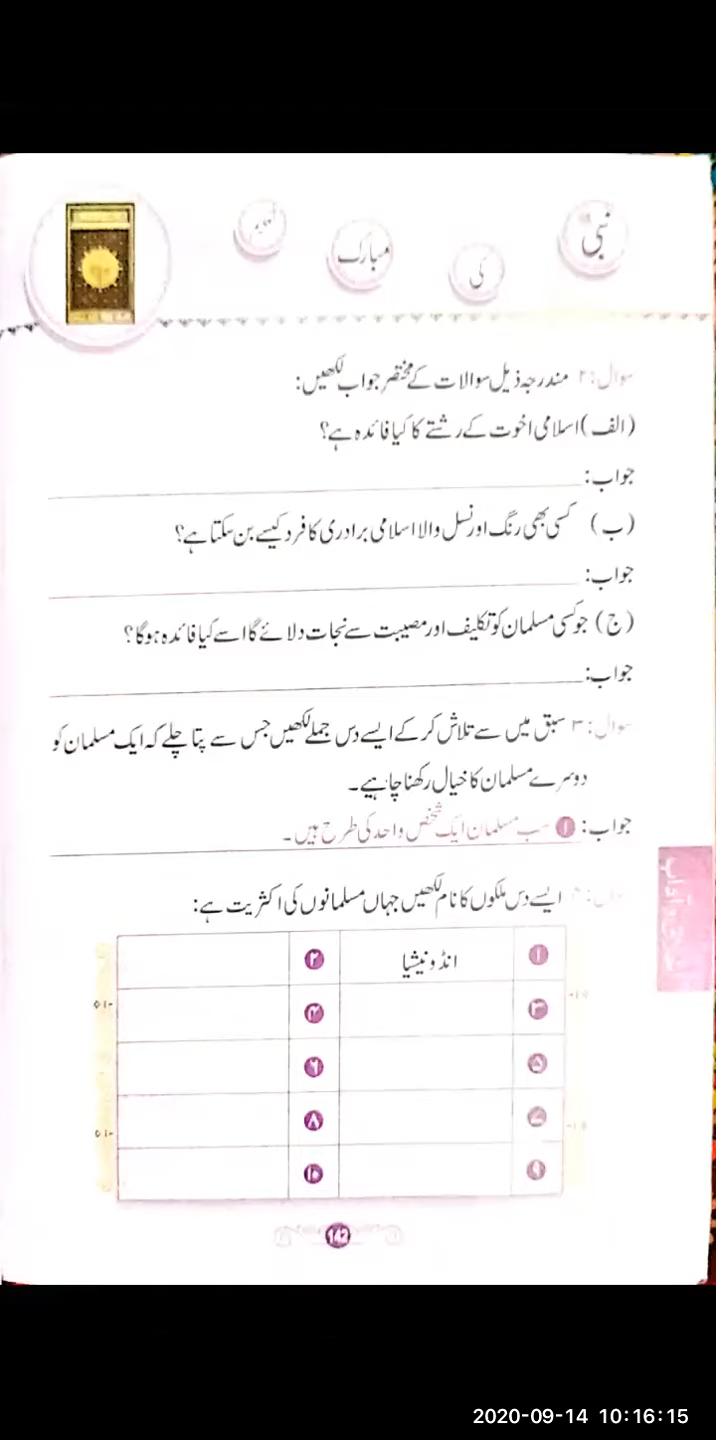 نبیﷺ کی مبارک
سوال:۲ مندرجہ ذیل سوالات کے مختصر جواب لکھیں:
(الف) اسلامی اخوت کے رشتے کا کیا فائدہ ہے؟
جواب:
(ب) کسی بھی رنگ اور نسل والا اسلامی برادری کا فرد کیسے بن سکتا ہے؟
جواب:
(ج) جو کسی مسلمان کو تکلیف اور مصیبت سے نجات دلائے گا اسے کیا فائدہ ہوگا؟
جواب:
سوال:۳ سبق میں سے تلاش کر کے ایسے دس جملے لکھیں جس سے پتا چلے کہ ایک مسلمان کو
دوسرے مسلمان کا خیال رکھنا چاہیے۔
جواب: ۱ سب مسلمان ایک شخص واحد کی طرح ہیں۔
سوال:۴ ایسے دس ملکوں کا نام لکھیں جہاں مسلمانوں کی اکثریت ہے:
۱ انڈونیشیا ۲
۳ ۴
۵ ۶
۷ ۸
۹ ۱۰
142
2020-09-14 10:16:15